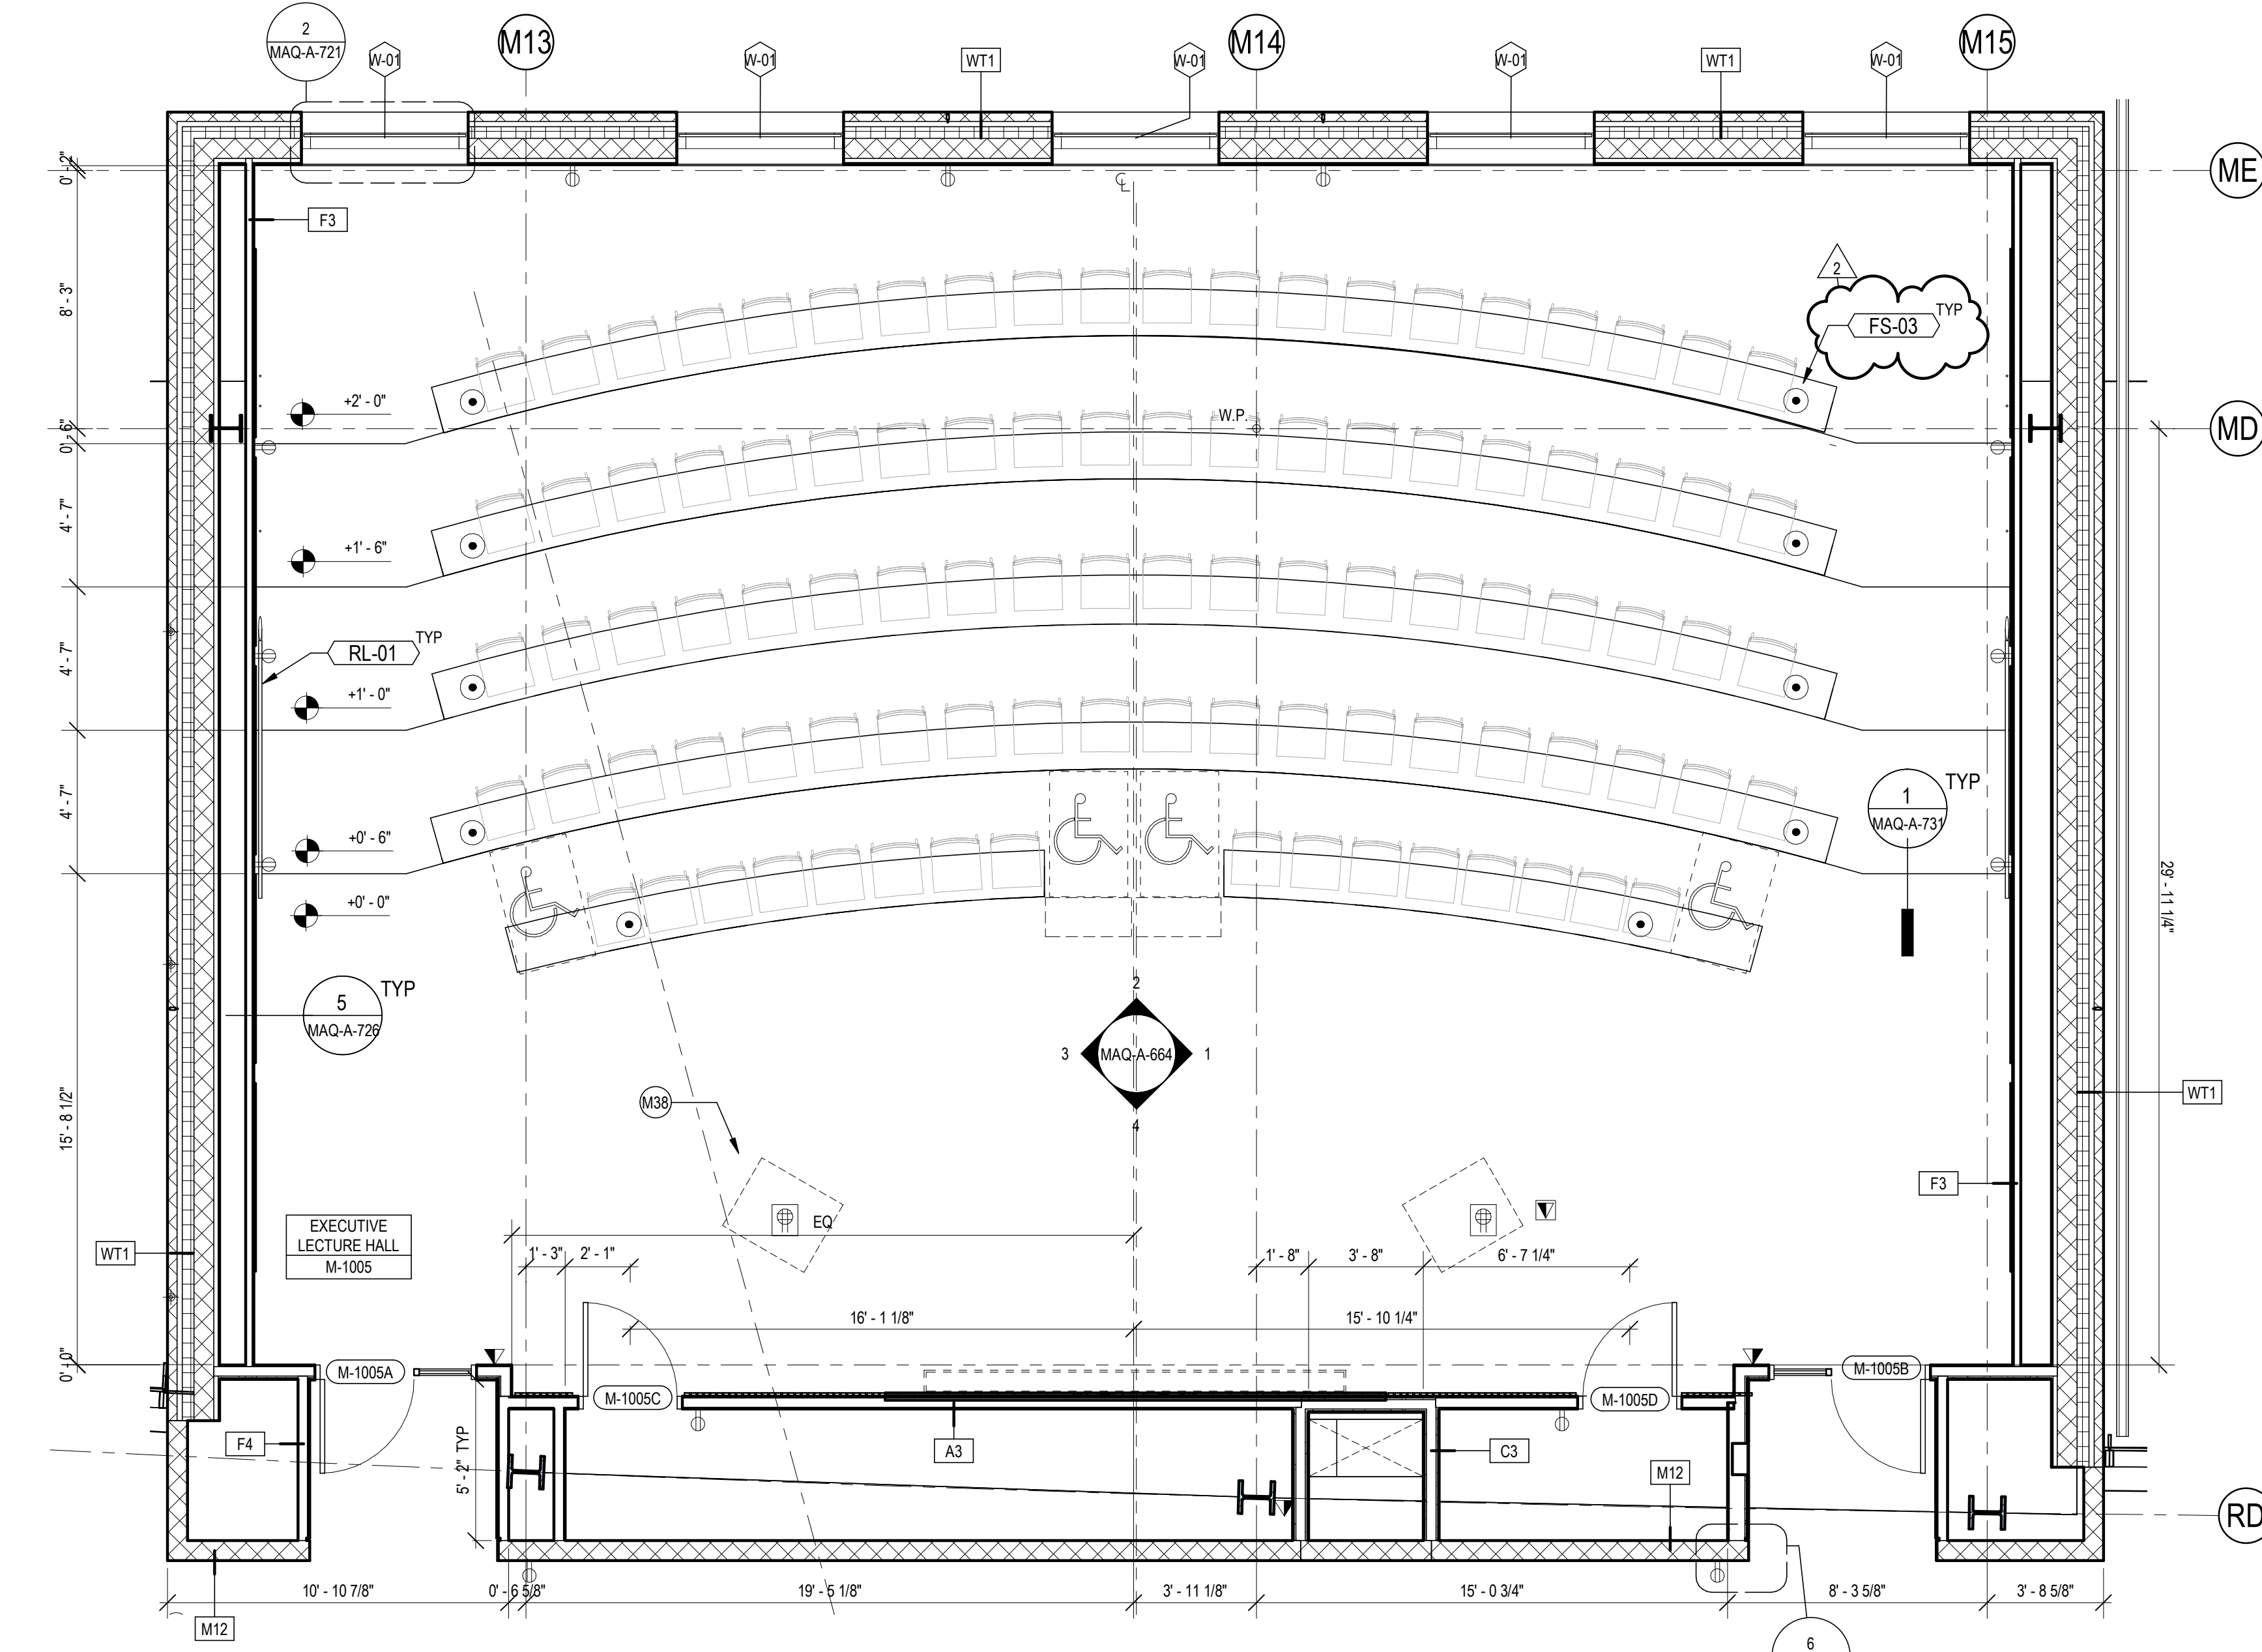 2
MAQ-A-721
W-01
M13
W-01
WT1
W-01
M14
W-01
WT1
W-01
M15
0' - 2"
ME
F3
CL
8' - 3"
2
FS-03
TYP
+2' - 0"
W.P.
MD
0' - 6"
4' - 7"
+1' - 6"
RL-01
TYP
4' - 7"
+1' - 0"
4' - 7"
+0' - 6"
1
MAQ-A-731
TYP
+0' - 0"
29' - 11 1/4"
5
MAQ-A-726
TYP
2
3
MAQ-A-664
1
4
M38
WT1
15' - 8 1/2"
F3
EXECUTIVE
LECTURE HALL
M-1005
EQ
WT1
1' - 3"
2' - 1"
1' - 8"
3' - 8"
6' - 7 1/4"
16' - 1 1/8"
15' - 10 1/4"
0' - 0"
M-1005A
M-1005C
M-1005D
M-1005B
F4
5' - 2" TYP
A3
C3
M12
RD
10' - 10 7/8"
0' - 6 5/8"
19' - 5 1/8"
3' - 11 1/8"
15' - 0 3/4"
8' - 3 5/8"
3' - 8 5/8"
M12
6